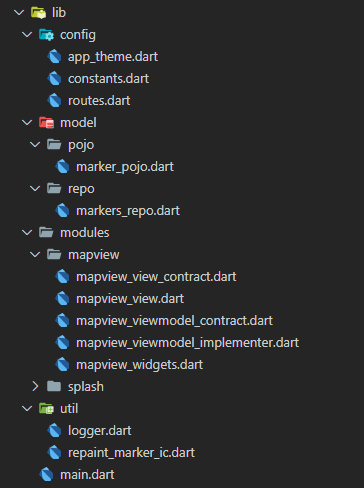 lib
config
app_theme.dart
constants.dart
routes.dart
model
pojo
marker_pojo.dart
repo
markers_repo.dart
modules
mapview
mapview_view_contract.dart
mapview_view.dart
mapview_viewmodel_contract.dart
mapview_viewmodel_implementer.dart
mapview_widgets.dart
splash
util
logger.dart
repaint_marker_ic.dart
main.dart